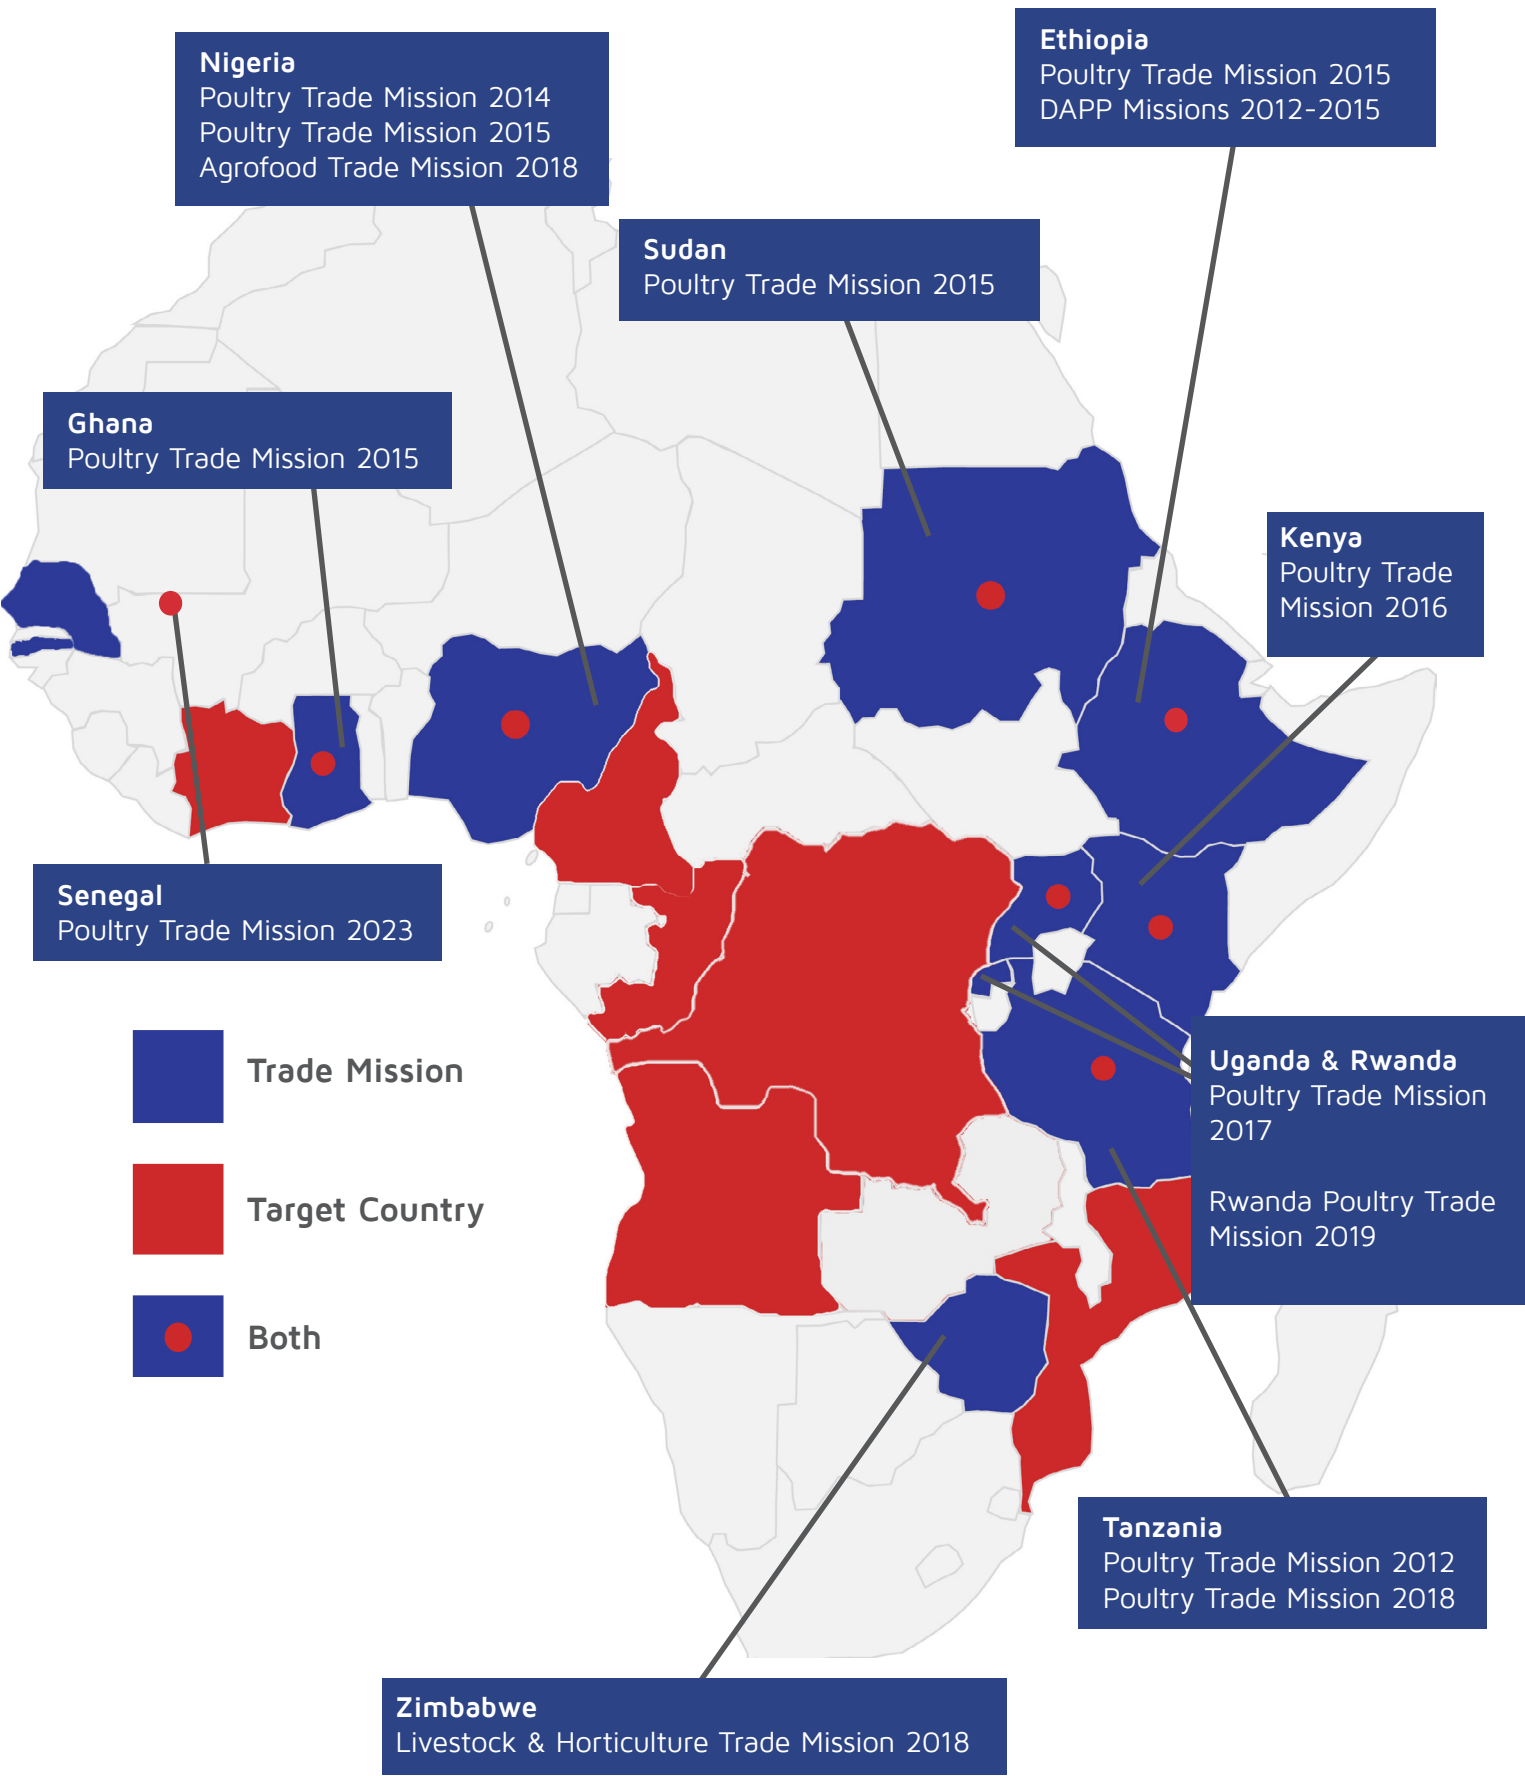 Nigeria
Poultry Trade Mission 2014
Poultry Trade Mission 2015
Agrofood Trade Mission 2018
Ethiopia
Poultry Trade Mission 2015
DAPP Missions 2012-2015
Sudan
Poultry Trade Mission 2015
Ghana
Poultry Trade Mission 2015
Kenya
Poultry Trade
Mission 2016
Senegal
Poultry Trade Mission 2023
Uganda & Rwanda
Poultry Trade Mission
2017
Rwanda Poultry Trade
Mission 2019
Trade Mission
Target Country
Both
Tanzania
Poultry Trade Mission 2012
Poultry Trade Mission 2018
Zimbabwe
Livestock & Horticulture Trade Mission 2018